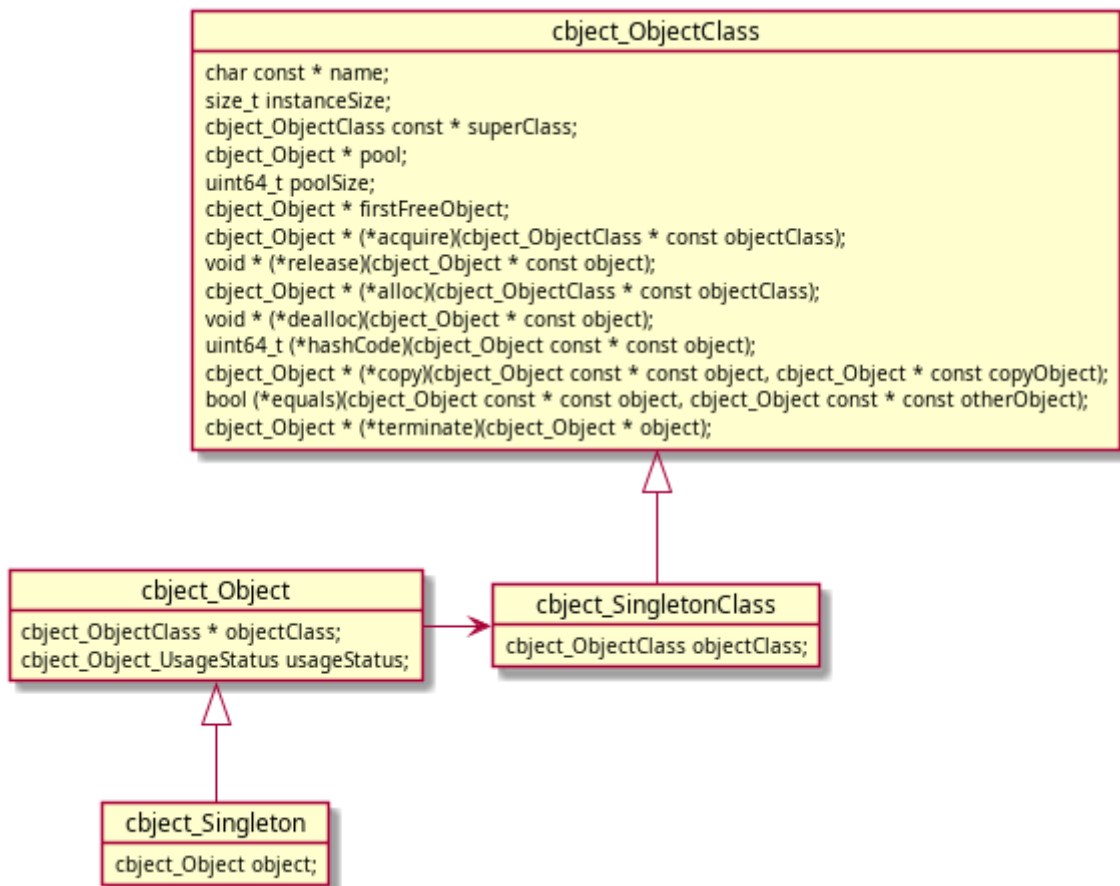 cbject_ObjectClass
char const * name;
size_t instanceSize;
cbject_ObjectClass const * superClass;
cbject_Object * pool;
uint64_t poolSize;
cbject_Object * firstFreeObject;
cbject_Object * (*acquire)(cbject_ObjectClass * const objectClass);
void * (*release)(cbject_Object * const object);
cbject_Object * (*alloc)(cbject_ObjectClass * const objectClass);
void * (*dealloc)(cbject_Object * const object);
uint64_t (*hashCode)(cbject_Object const * const object);
cbject_Object * (*copy)(cbject_Object const * const object, cbject_Object * const copyObject);
bool (*equals)(cbject_Object const * const object, cbject_Object const * const otherObject);
cbject_Object * (*terminate)(cbject_Object * object);
cbject_Object
cbject_ObjectClass * objectClass;
cbject_Object_UsageStatus usageStatus;
cbject_SingletonClass
cbject_ObjectClass objectClass;
cbject_Singleton
cbject_Object object;